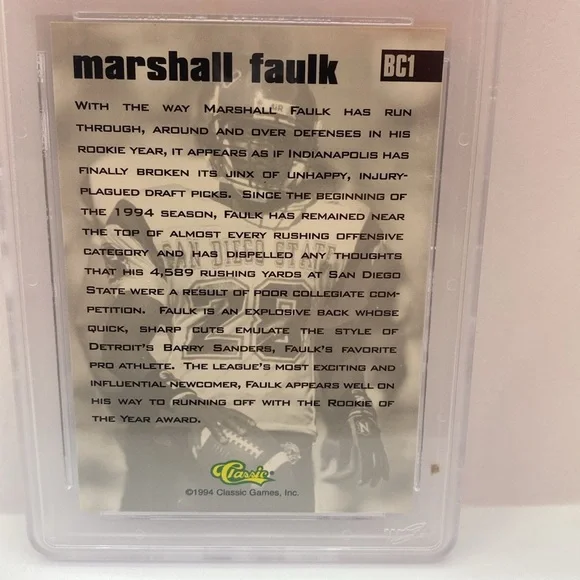 marshall faulk BC1
WITH THE WAY MARSHALL FAULK HAS RUN
THROUGH, AROUND AND OVER DEFENSES IN HIS
ROOKIE YEAR, IT APPEARS AS IF INDIANAPOLIS HAS
FINALLY BROKEN ITS JINX OF UNHAPPY, INJURY-
PLAGUED DRAFT PICKS. SINCE THE BEGINNING OF
THE 1994 SEASON, FAULK HAS REMAINED NEAR
THE TOP OF ALMOST EVERY RUSHING OFFENSIVE
CATEGORY AND HAS DISPELLED ANY THOUGHTS
THAT HIS 4,589 RUSHING YARDS AT SAN DIEGO
STATE WERE A RESULT OF POOR COLLEGIATE COM-
PETITION. FAULK IS AN EXPLOSIVE BACK WHOSE
QUICK, SHARP CUTS EMULATE THE STYLE OF
DETROIT'S BARRY SANDERS, FAULK'S FAVORITE
PRO ATHLETE. THE LEAGUE'S MOST EXCITING AND
INFLUENTIAL NEWCOMER, FAULK APPEARS WELL ON
HIS WAY TO RUNNING OFF WITH THE ROOKIE OF
THE YEAR AWARD.
SAN DIEGO STATE
28
N
Classic
©1994 Classic Games, Inc.